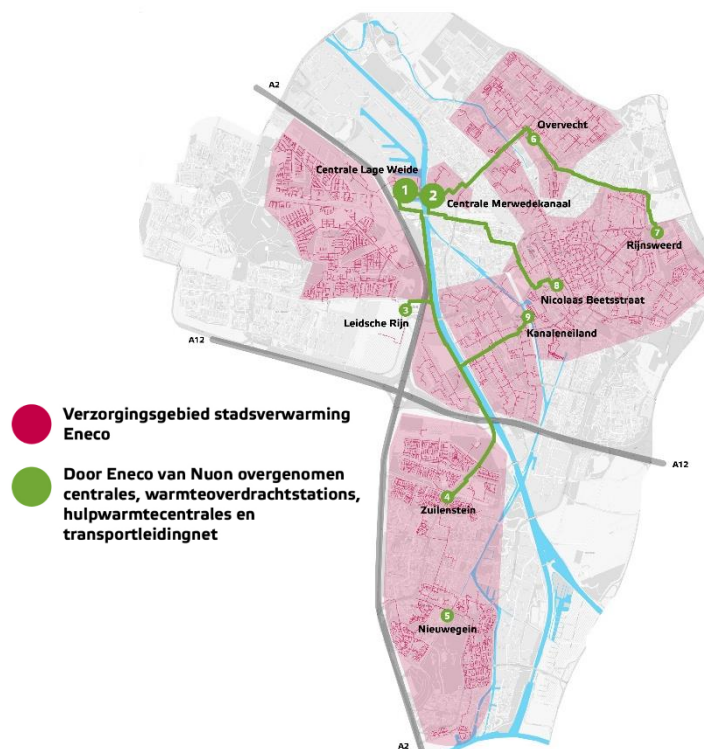 A2
Overvecht
6
Centrale Lage Weide
1
2
Centrale Merwedekanaal
7
Rijnsweerd
8
Nicolaas Beetsstraat
3
9
Leidsche Rijn
Kanaleneiland
A12
Verzorgingsgebied stadsverwarming
Eneco
A12
Door Eneco van Nuon overgenomen
centrales, warmteoverdrachtstations,
hulpwarmtecentrales en
transportleidingnet
4
Zuilenstein
5
Nieuwegein
A2